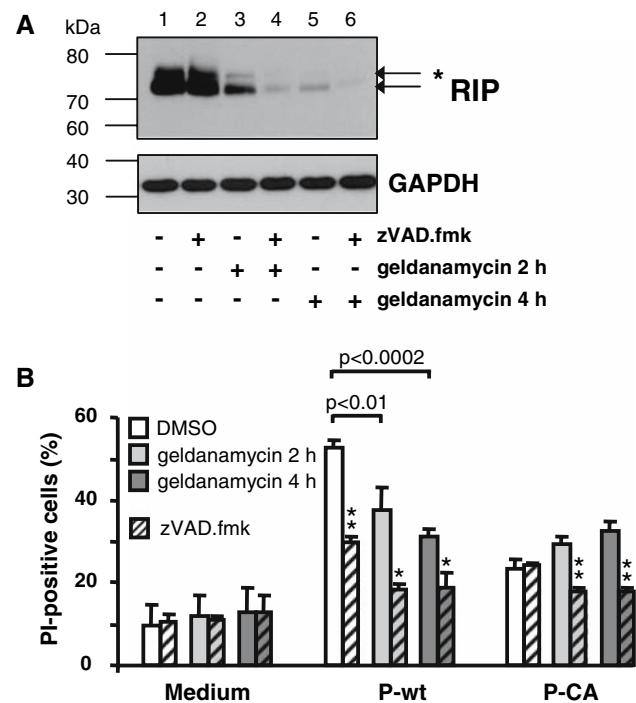 A
kDa
1 2 3 4 5 6
80
70
60
* RIP
40
30
GAPDH
- + - + - + zVAD.fmk
- - + + - - geldanamycin 2 h
- - - - + + geldanamycin 4 h
B
p<0.0002
p<0.01
PI-positive cells (%)
60
40
20
0
DMSO
geldanamycin 2 h
geldanamycin 4 h
zVAD.fmk
**
*
*
**
**
Medium P-wt P-CA